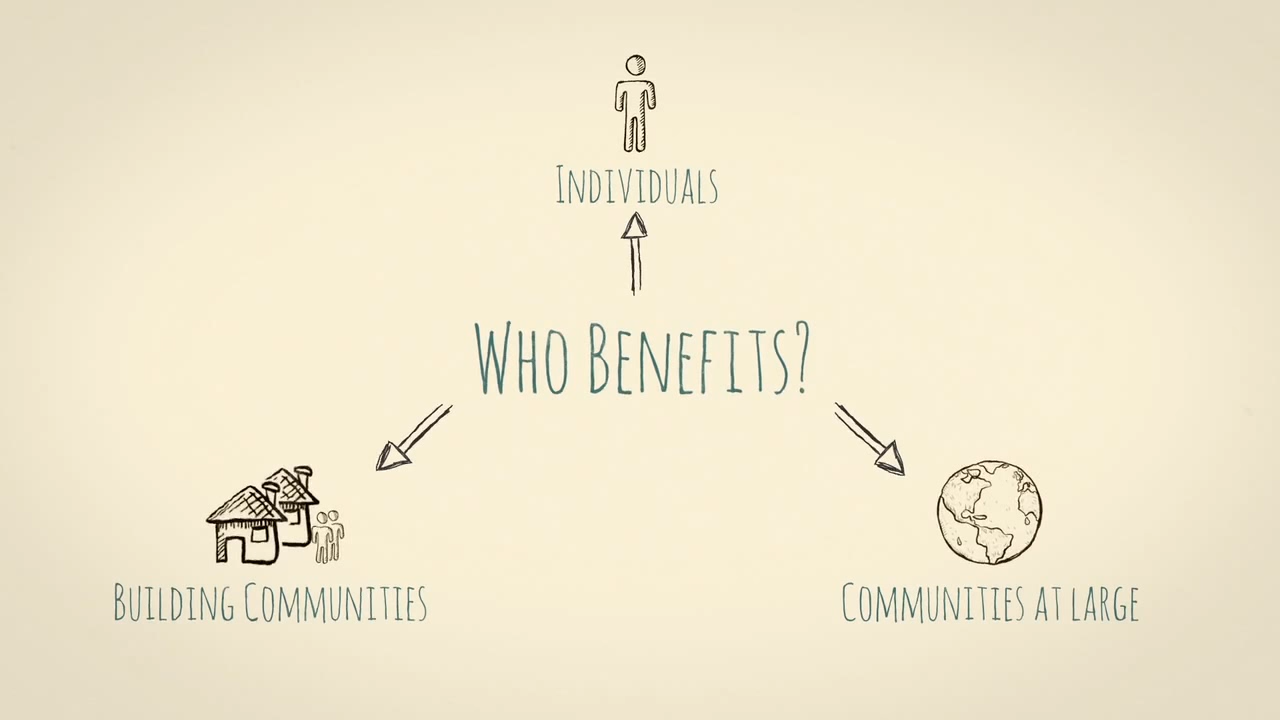 Individuals
Who Benefits?
Building Communities
Communities at large